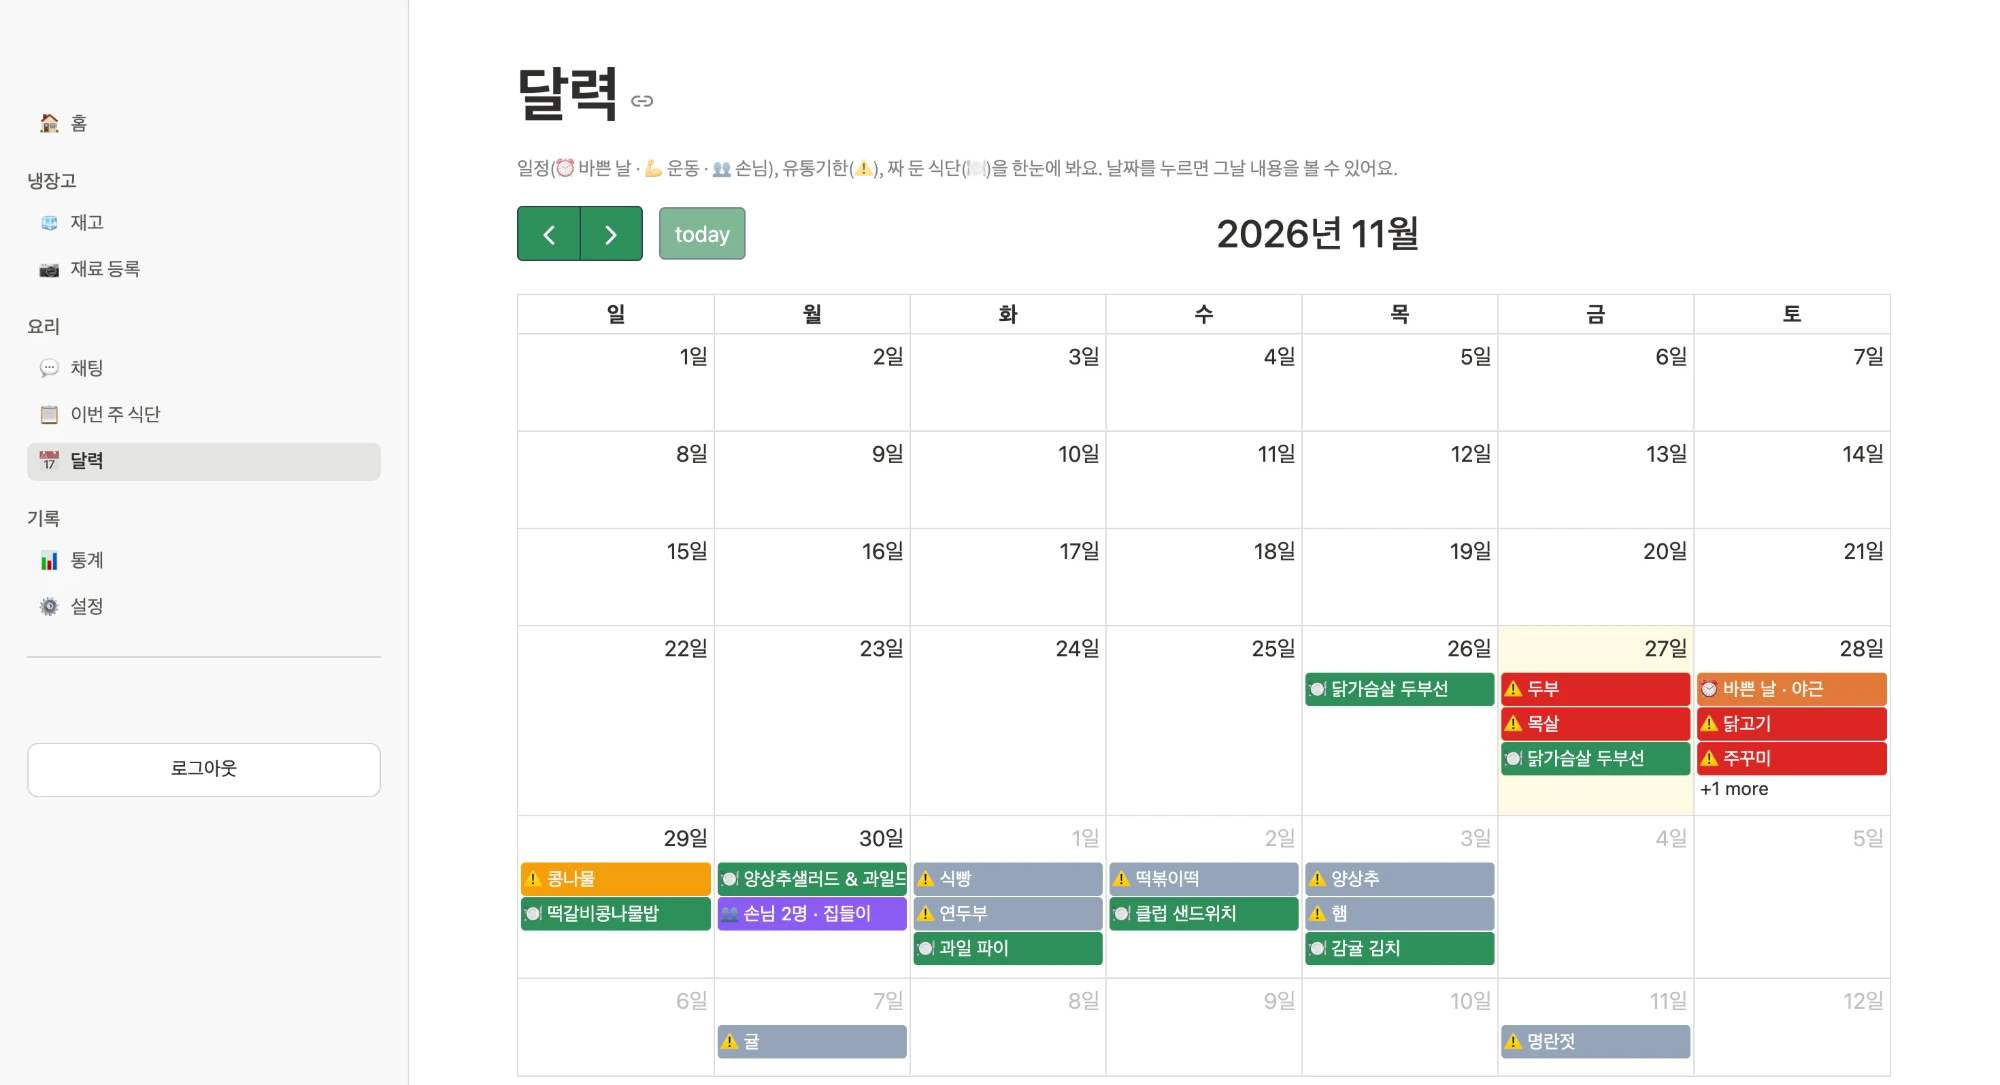 홈
냉장고
재고
재료 등록
요리
채팅
이번 주 식단
달력
기록
통계
설정
로그아웃
달력
일정(⏰ 바쁜 날 · 💪 운동 · 👥 손님), 유통기한(⚠️), 짜 둔 식단(🍽️)을 한눈에 봐요. 날짜를 누르면 그날 내용을 볼 수 있어요.
today
2026년 11월
일 월 화 수 목 금 토
1일 2일 3일 4일 5일 6일 7일
8일 9일 10일 11일 12일 13일 14일
15일 16일 17일 18일 19일 20일 21일
22일 23일 24일 25일 26일 27일 28일
닭가슴살 두부선
두부
목살
닭가슴살 두부선
바쁜 날 · 야근
닭고기
주꾸미
+1 more
29일 30일 1일 2일 3일 4일 5일
콩나물
떡갈비콩나물밥
양상추샐러드 & 과일드
손님 2명 · 집들이
식빵
연두부
과일 파이
떡볶이떡
클럽 샌드위치
양상추
햄
감귤 김치
6일 7일 8일 9일 10일 11일 12일
귤
명란젓